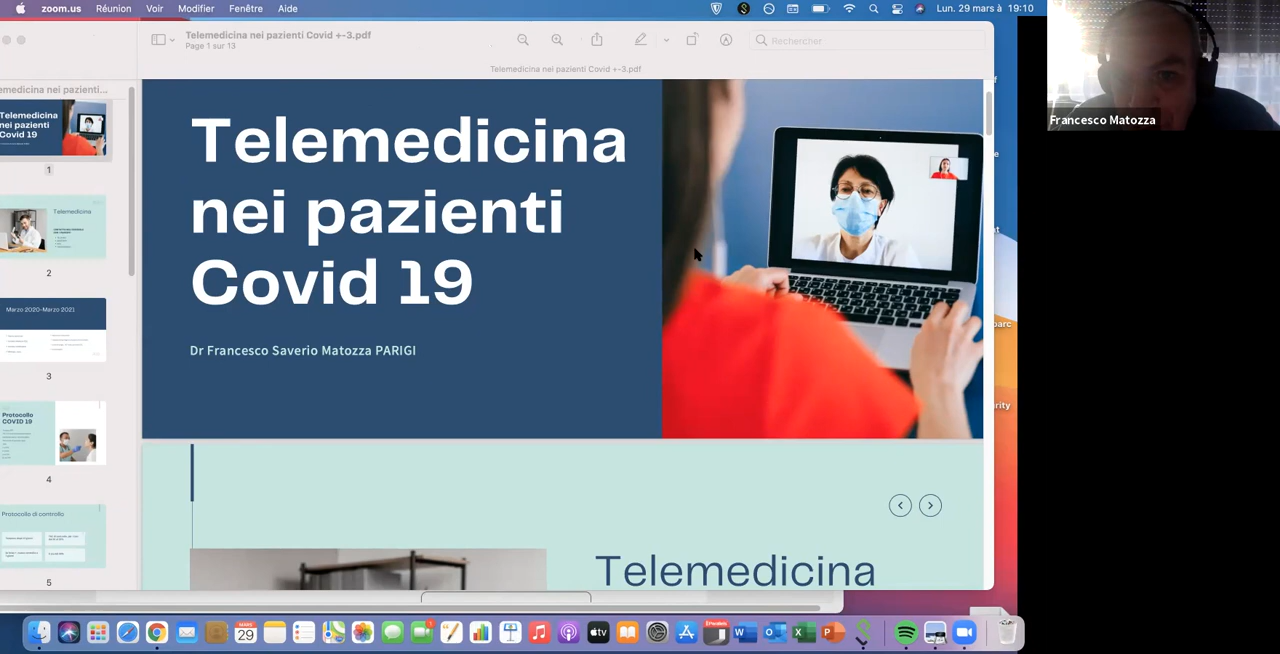 zoom.us Réunion Voir Modifier Fenêtre Aide
Lun. 29 mars à 19:10
Telemedicina nei pazienti Covid +-3.pdf
Page 1 sur 13
Rechercher
Telemedicina nei pazienti Covid +-3.pdf
emedicina nei pazienti...
Telemedicina
nei pazienti
Covid 19
1
Telemedicina
2
Marzo 2020-Marzo 2021
3
Protocollo
COVID 19
4
Protocollo di controllo
5
Telemedicina
nei pazienti
Covid 19
Dr Francesco Saverio Matozza PARIGI
Telemedicina
Francesco Matozza
MARS
29